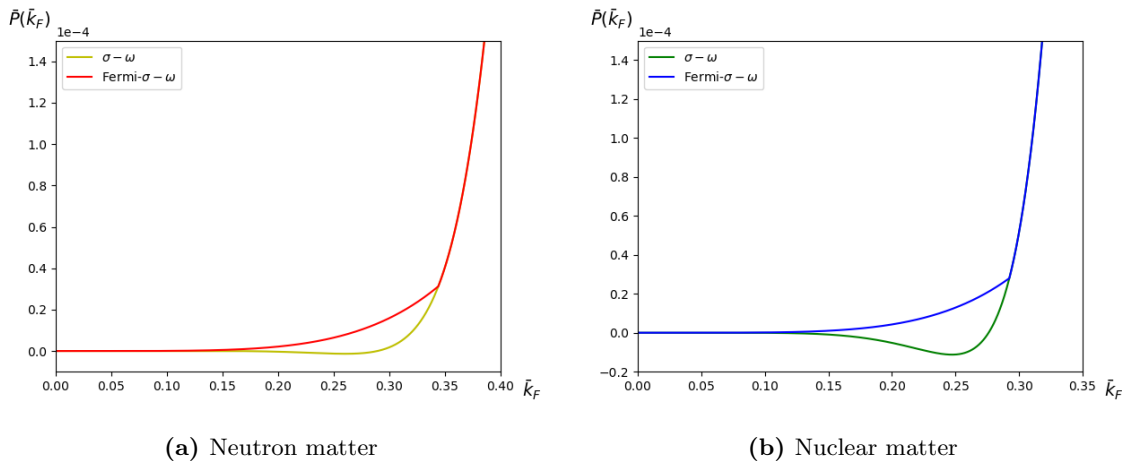 P̄(k̄_F)
1e−4
σ − ω
Fermi-σ − ω
1.4
1.2
1.0
0.8
0.6
0.4
0.2
0.0
0.00 0.05 0.10 0.15 0.20 0.25 0.30 0.35 0.40
k̄_F
(a) Neutron matter
P̄(k̄_F)
1e−4
σ − ω
Fermi-σ − ω
1.4
1.2
1.0
0.8
0.6
0.4
0.2
0.0
−0.2
0.00 0.05 0.10 0.15 0.20 0.25 0.30 0.35
k̄_F
(b) Nuclear matter